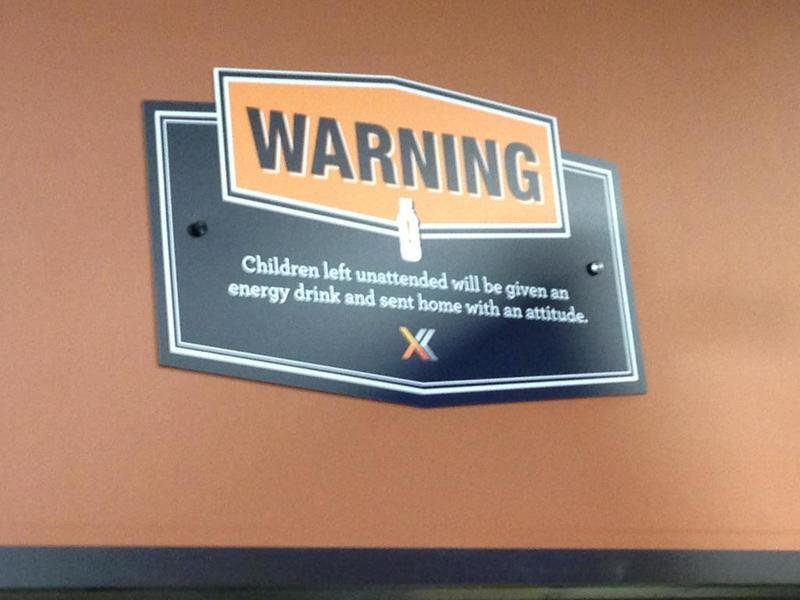 WARNING
Children left unattended will be given an
energy drink and sent home with an attitude.
X